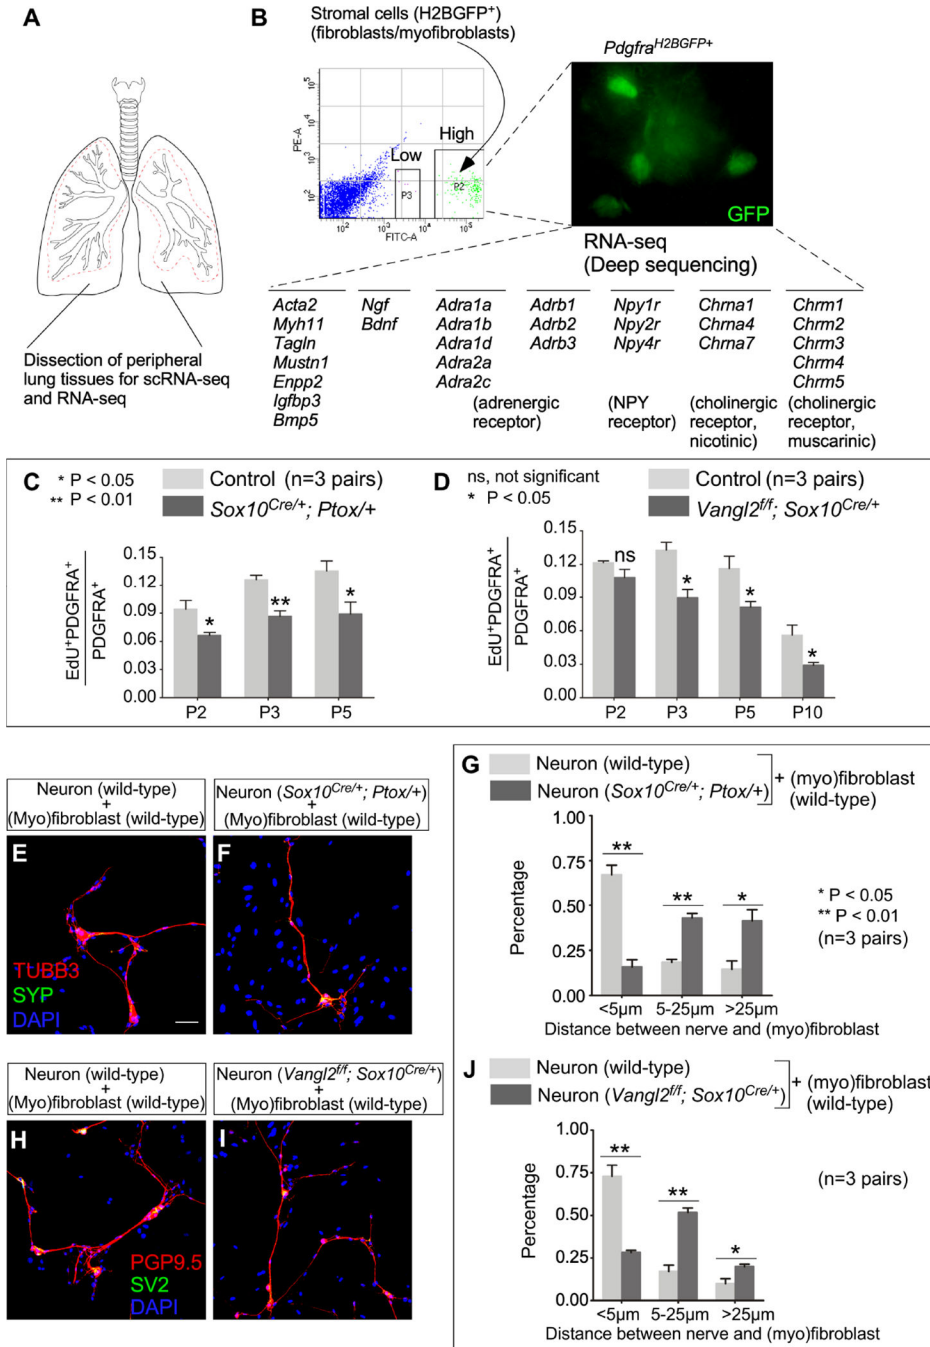 A
Dissection of peripheral
lung tissues for scRNA-seq
and RNA-seq
B
Stromal cells (H2BGFP⁺)
(fibroblasts/myofibroblasts)
Pdgfraᴴ²ᴮᴳᶠᴾ⁺
PE-A
10⁵
10⁴
10³
10²
High
Low
P3
P2
10² 10³ 10⁴ 10⁵
FITC-A
GFP
RNA-seq
(Deep sequencing)
Acta2 Ngf Adra1a Adrb1 Npy1r Chrna1 Chrm1
Myh11 Bdnf Adra1b Adrb2 Npy2r Chrna4 Chrm2
Tagln Adra1d Adrb3 Npy4r Chrna7 Chrm3
Mustn1 Adra2a Chrm4
Enpp2 Adra2c Chrm5
Igfbp3 (adrenergic (NPY (cholinergic (cholinergic
Bmp5 receptor) receptor) receptor, receptor,
nicotinic) muscarinic)
C
* P < 0.05
** P < 0.01
Control (n=3 pairs)
Sox10ᶜʳᵉ/⁺; Ptox/+
EdU⁺PDGFRA⁺
PDGFRA⁺
0.15
0.12
0.09
0.06
0.03
0.00
* ** *
P2 P3 P5
D
ns, not significant
* P < 0.05
Control (n=3 pairs)
Vangl2ᶠ/ᶠ; Sox10ᶜʳᵉ/⁺
EdU⁺PDGFRA⁺
PDGFRA⁺
0.15
0.12
0.09
0.06
0.03
0.00
ns * * *
P2 P3 P5 P10
Neuron (wild-type)
+
(Myo)fibroblast (wild-type)
Neuron (Sox10ᶜʳᵉ/⁺; Ptox/+)
+
(Myo)fibroblast (wild-type)
E
TUBB3
SYP
DAPI
F
G
Neuron (wild-type)
Neuron (Sox10ᶜʳᵉ/⁺; Ptox/+)
+ (myo)fibroblast
(wild-type)
Percentage
1.00
0.75
0.50
0.25
0.00
** ** *
* P < 0.05
** P < 0.01
(n=3 pairs)
<5µm 5-25µm >25µm
Distance between nerve and (myo)fibroblast
Neuron (wild-type)
+
(Myo)fibroblast (wild-type)
Neuron (Vangl2ᶠ/ᶠ; Sox10ᶜʳᵉ/⁺)
+
(Myo)fibroblast (wild-type)
H
PGP9.5
SV2
DAPI
I
J
Neuron (wild-type)
Neuron (Vangl2ᶠ/ᶠ; Sox10ᶜʳᵉ/⁺)
+ (myo)fibroblast
(wild-type)
Percentage
1.00
0.75
0.50
0.25
0.00
** ** *
(n=3 pairs)
<5µm 5-25µm >25µm
Distance between nerve and (myo)fibroblast